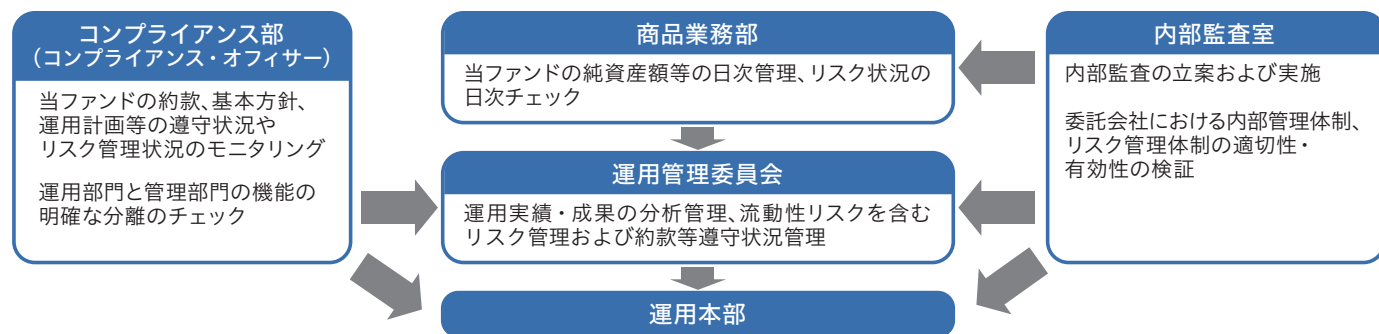 コンプライアンス部
（コンプライアンス・オフィサー）
当ファンドの約款、基本方針、
運用計画等の遵守状況や
リスク管理状況のモニタリング
運用部門と管理部門の機能の
明確な分離のチェック
商品業務部
当ファンドの純資産額等の日次管理、リスク状況の
日次チェック
運用管理委員会
運用実績・成果の分析管理、流動性リスクを含む
リスク管理および約款等遵守状況管理
運用本部
内部監査室
内部監査の立案および実施
委託会社における内部管理体制、
リスク管理体制の適切性・
有効性の検証